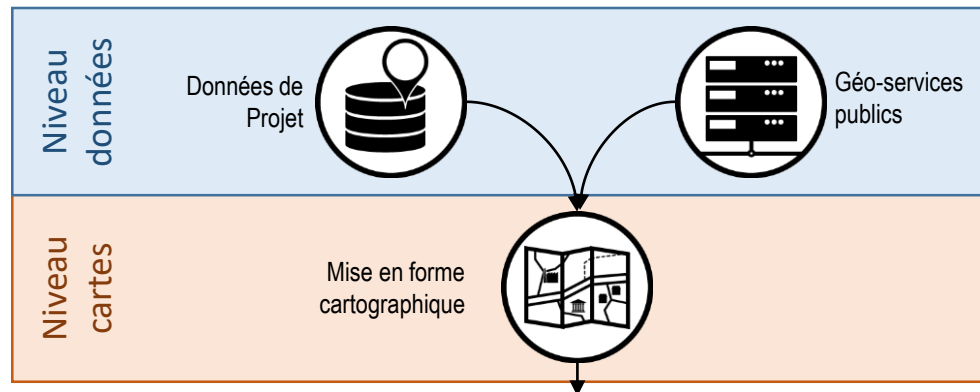 Niveau
données
Données de
Projet
Géo-services
publics
Niveau
cartes
Mise en forme
cartographique